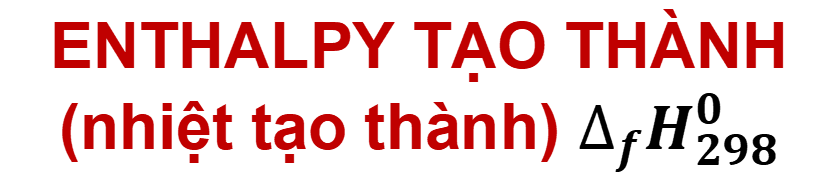 ENTHALPY TẠO THÀNH
(nhiệt tạo thành) Δ_f H^0_298